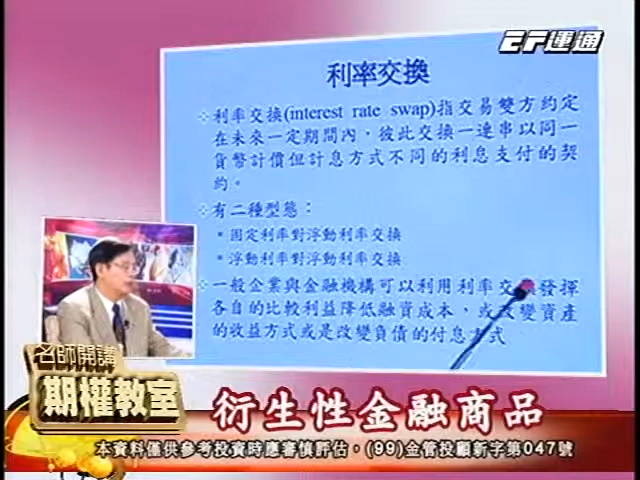 ET運通
利率交換
利率交換(interest rate swap)指交易雙方約定
在未來一定期間內，彼此交換一連串以同一
貨幣計價但計息方式不同的利息支付的契
約。
有二種型態：
固定利率對浮動利率交換
浮動利率對浮動利率交換
一般企業與金融機構可以利用利率交換發揮
各自的比較利益降低融資成本，或改變資產
的收益方式或是改變負債的付息方式
名師開講
期權教室
衍生性金融商品
本資料僅供參考投資時應審慎評估。(99)金管投顧新字第047號